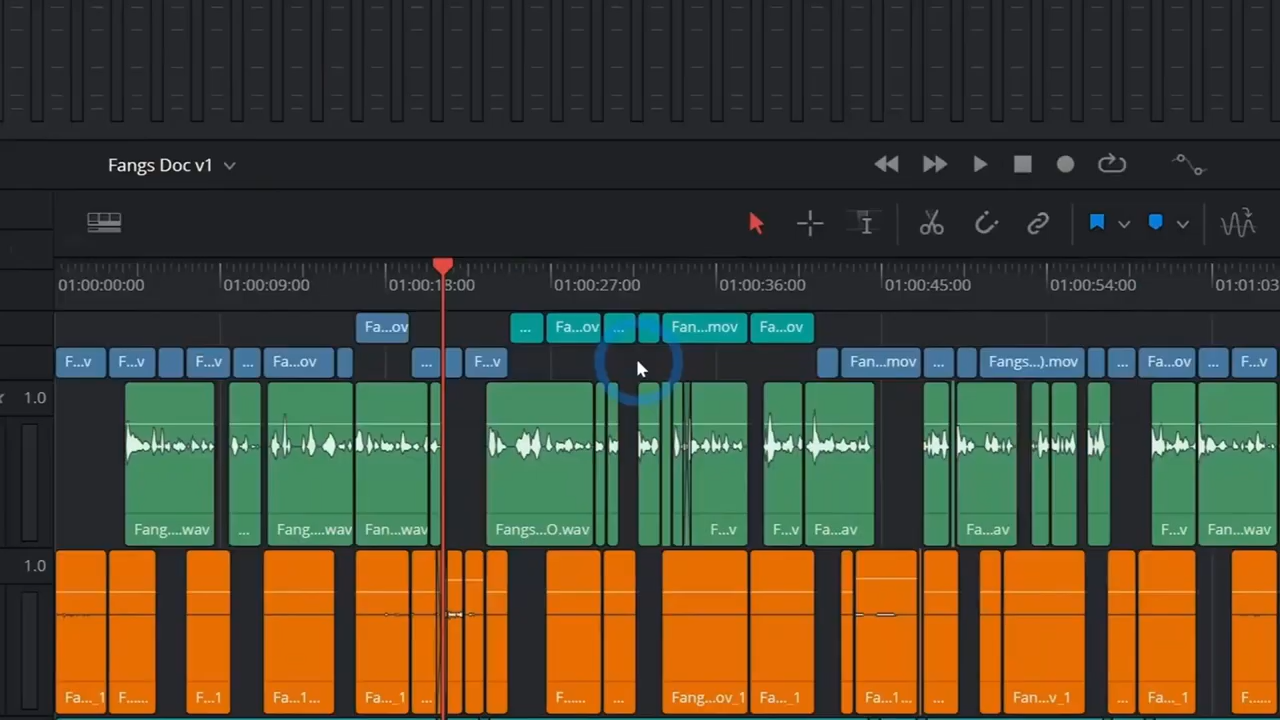 Fangs Doc v1
01:00:00:00 01:00:09:00 01:00:18:00 01:00:27:00 01:00:36:00 01:00:45:00 01:00:54:00 01:01:03
Fa...ov ... Fa...ov ... Fan...mov Fa...ov
F...v F...v F...v ... Fa...ov ... F...v Fan...mov ... Fangs...).mov ... Fa...ov ... F...v
1.0
Fang....wav ... Fang....wav Fan...wav Fangs...O.wav F...v F...v Fa...av Fa...av F...v Fan...wav
1.0
Fa..._1 F...... F...1 Fa...1... Fa..._1 ... F...... Fang...ov_1 Fa..._1 Fa...1... ... Fan...v_1 ... Fa..._1 F......